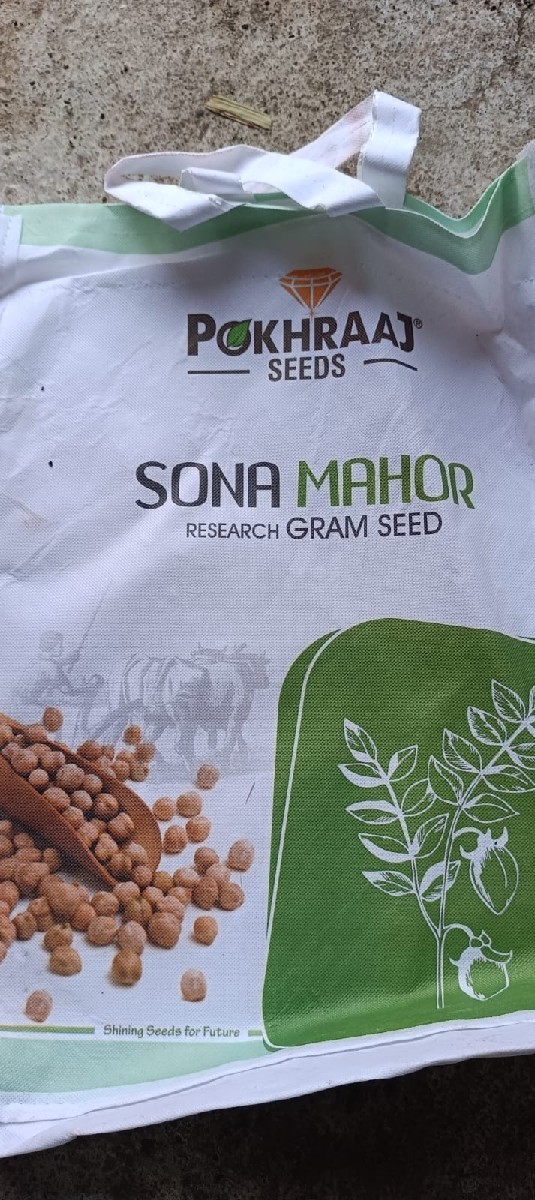 POKHRAAJ®
SEEDS
SONA MAHOR
RESEARCH GRAM SEED
Shining Seeds for Future